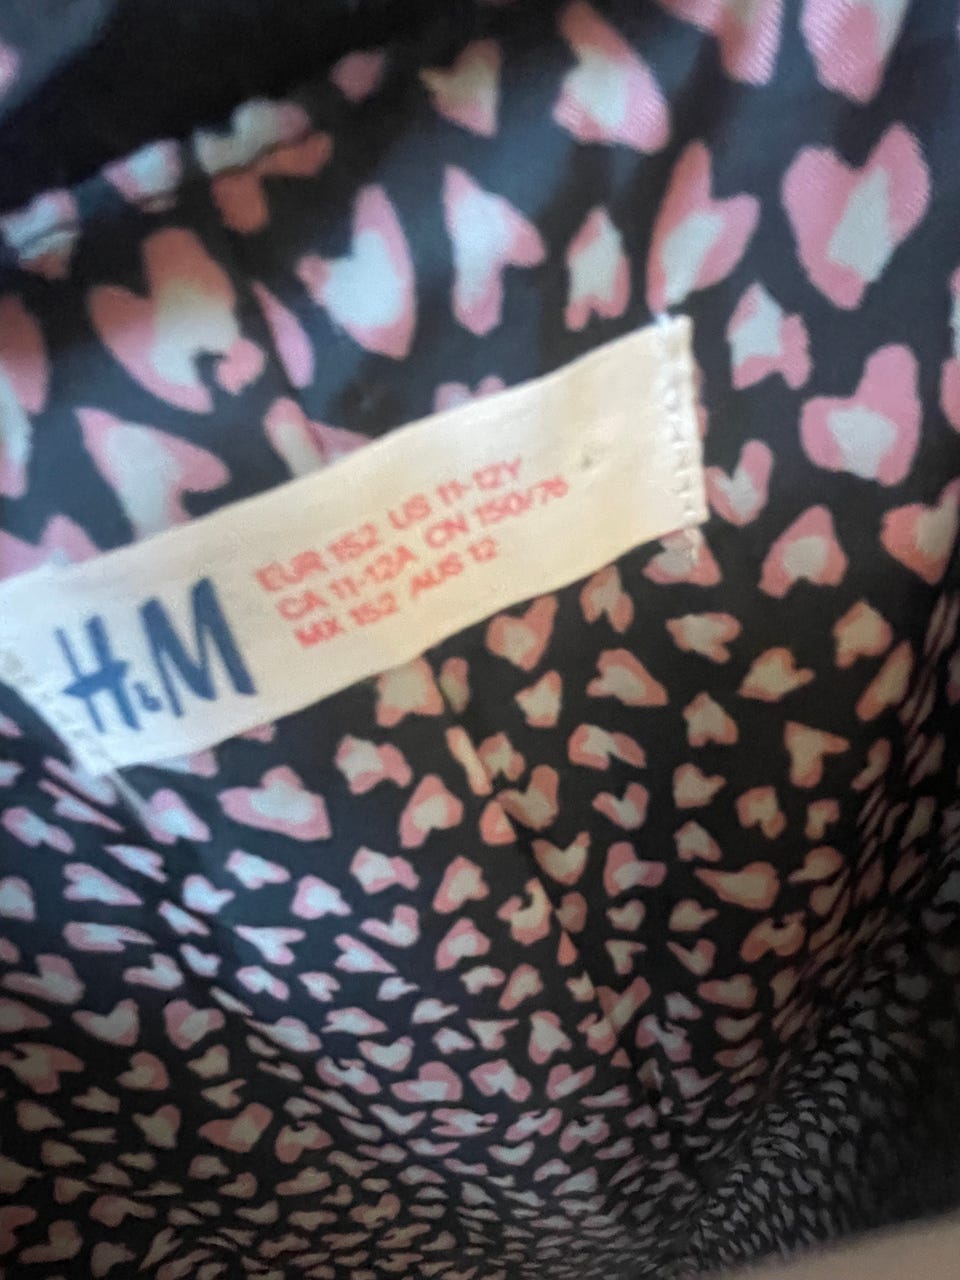 H&M
EUR 152 US 11-12Y
CA 11-12A CN 150/76
MX 152 AUS 12